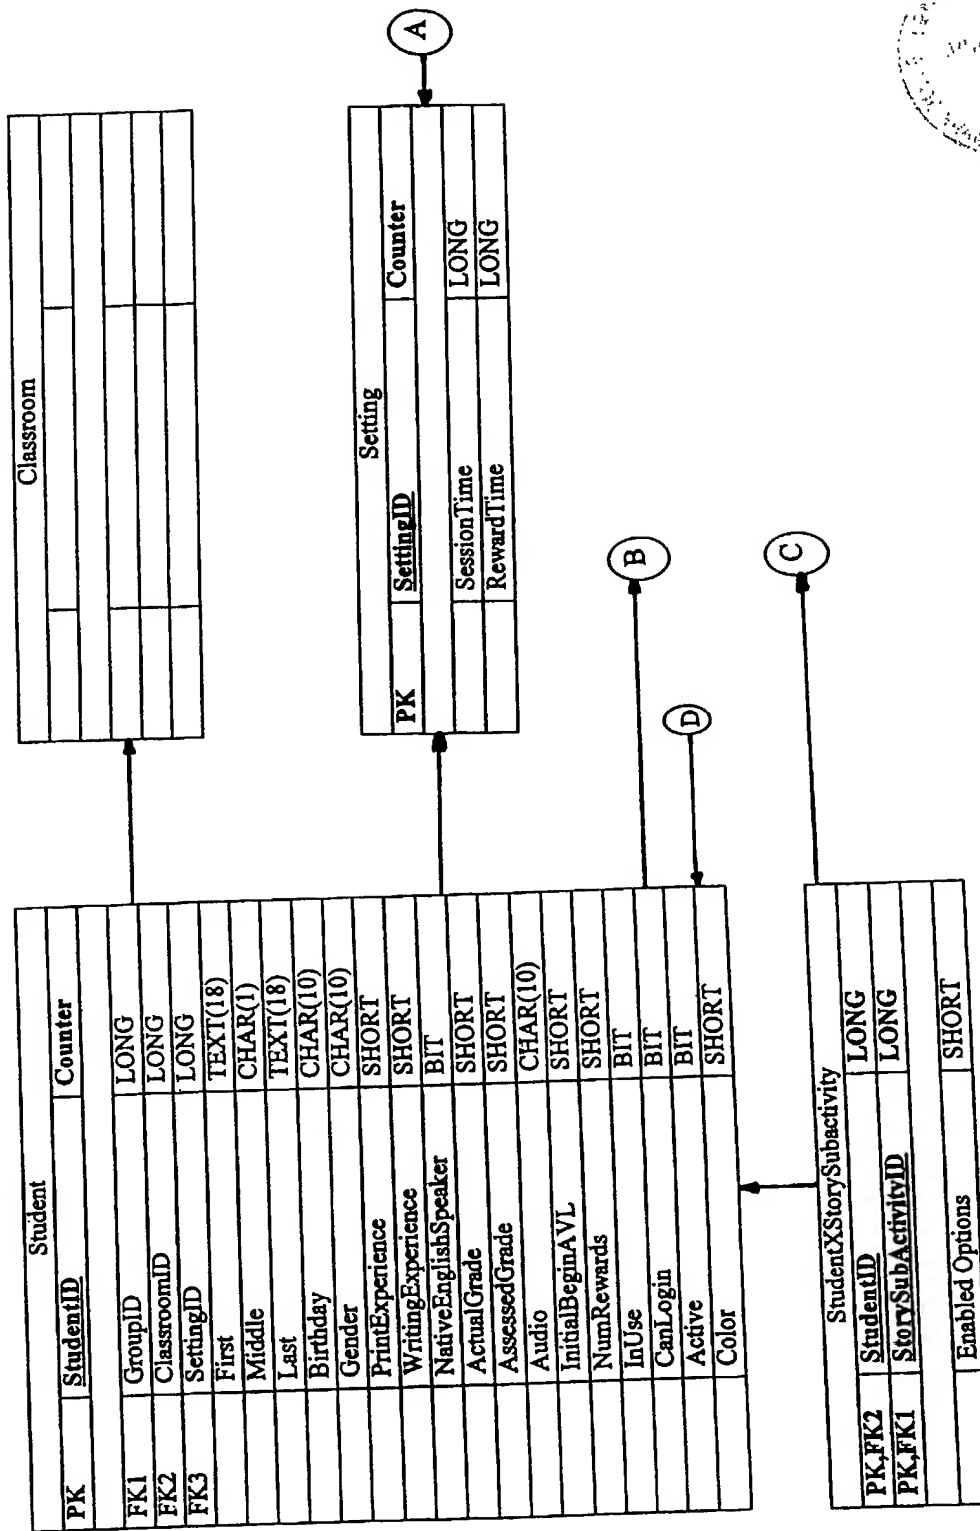 Student
PK StudentID Counter
FK1 GroupID LONG
FK2 ClassroomID LONG
FK3 SettingID LONG
First TEXT(18)
Middle CHAR(1)
Last TEXT(18)
Birthday CHAR(10)
Gender CHAR(10)
PrintExperience SHORT
WritingExperience SHORT
NativeEnglishSpeaker BIT
ActualGrade SHORT
AssessedGrade SHORT
Audio CHAR(10)
InitialBeginAVL SHORT
NumRewards SHORT
InUse BIT
CanLogin BIT
Active BIT
Color SHORT
Classroom
Setting
PK SettingID Counter
SessionTime LONG
RewardTime LONG
A
B
D
C
StudentXStorySubactivity
PK,FK2 StudentID LONG
PK,FK1 StorySubActivityID LONG
Enabled Options SHORT